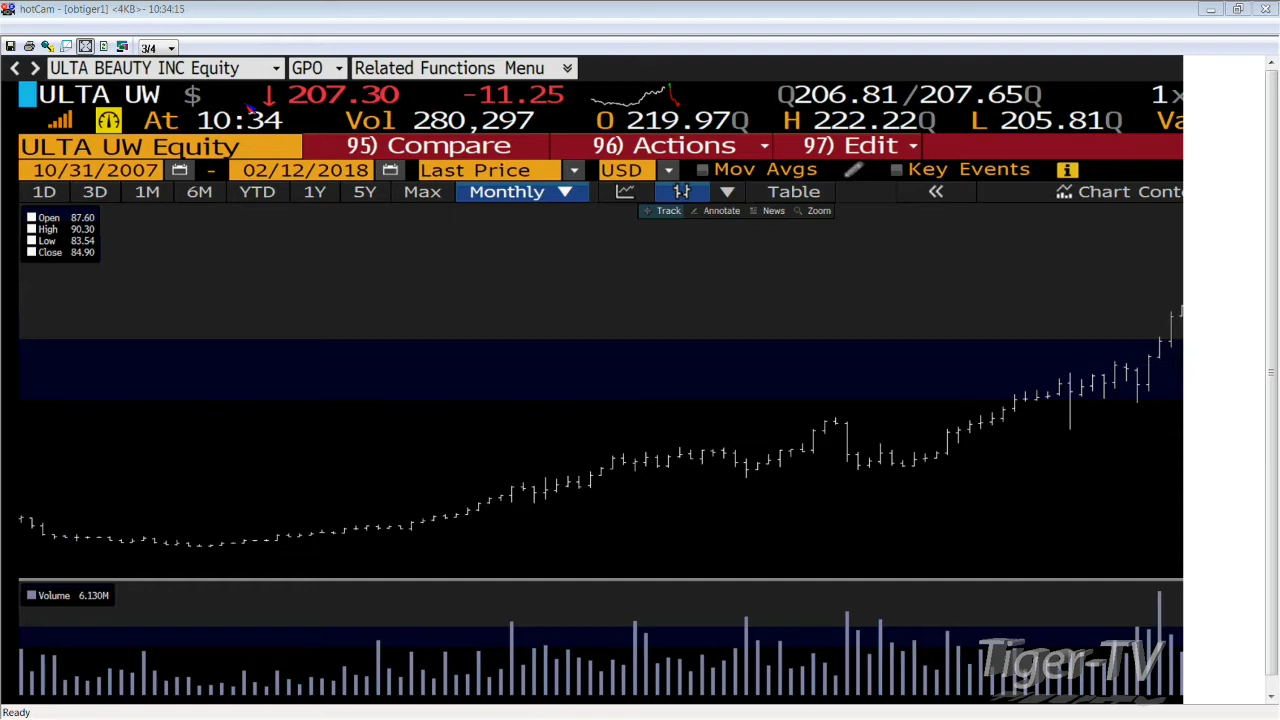 hotCam - [obtiger1] <4KB> - 10:34:15
3/4
ULTA BEAUTY INC Equity GPO Related Functions Menu
ULTA UW $ ↓ 207.30 -11.25 Q206.81/207.65Q 1x
At 10:34 Vol 280,297 O 219.97Q H 222.22Q L 205.81Q Va
ULTA UW Equity 95) Compare 96) Actions 97) Edit
10/31/2007 - 02/12/2018 Last Price USD Mov Avgs Key Events
1D 3D 1M 6M YTD 1Y 5Y Max Monthly ▼ Table « Chart Cont
Track Annotate News Zoom
Open 87.60
High 90.30
Low 83.54
Close 84.90
Volume 6.130M
Tiger-TV
Ready